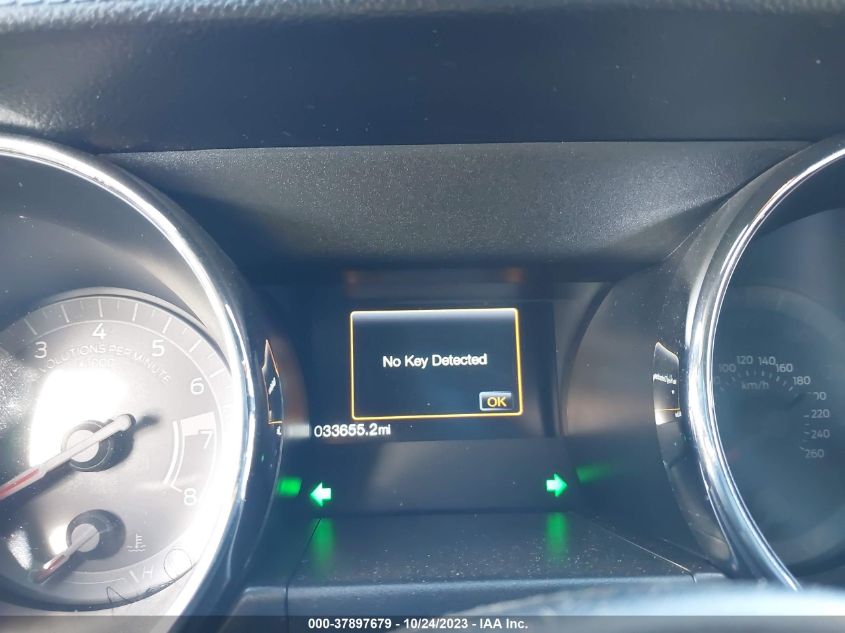 No Key Detected
OK
033655.2mi
3 4 5 6 7 8
REVOLUTIONS PER MINUTE
H
100 120 140 160 180 200 220 240 260
km/h
000-37897679 | 10/24/2023 | IAA Inc.